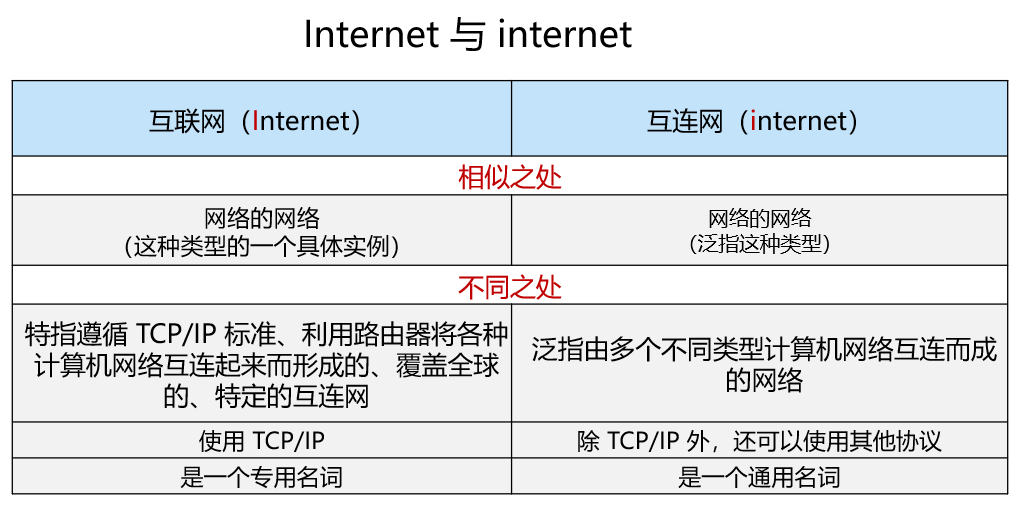 Internet 与 internet
互联网（Internet）
互连网（internet）
相似之处
网络的网络
（这种类型的一个具体实例）
网络的网络
（泛指这种类型）
不同之处
特指遵循 TCP/IP 标准、利用路由器将各种
计算机网络互连起来而形成的、覆盖全球
的、特定的互连网
泛指由多个不同类型计算机网络互连而成
的网络
使用 TCP/IP
除 TCP/IP 外，还可以使用其他协议
是一个专用名词
是一个通用名词